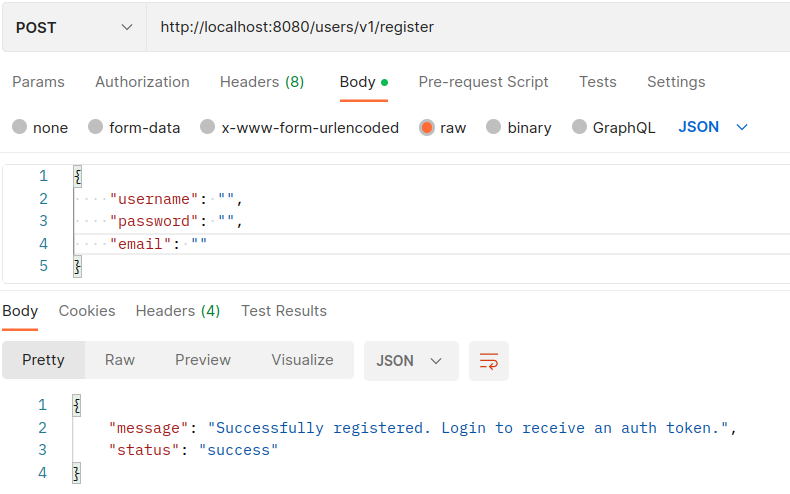 POST http://localhost:8080/users/v1/register
Params Authorization Headers (8) Body Pre-request Script Tests Settings
none form-data x-www-form-urlencoded raw binary GraphQL JSON
1 {
2 ····"username":·"",
3 ····"password":·"",
4 ····"email":·""
5 }
Body Cookies Headers (4) Test Results
Pretty Raw Preview Visualize JSON
1 {
2 "message": "Successfully registered. Login to receive an auth token.",
3 "status": "success"
4 }